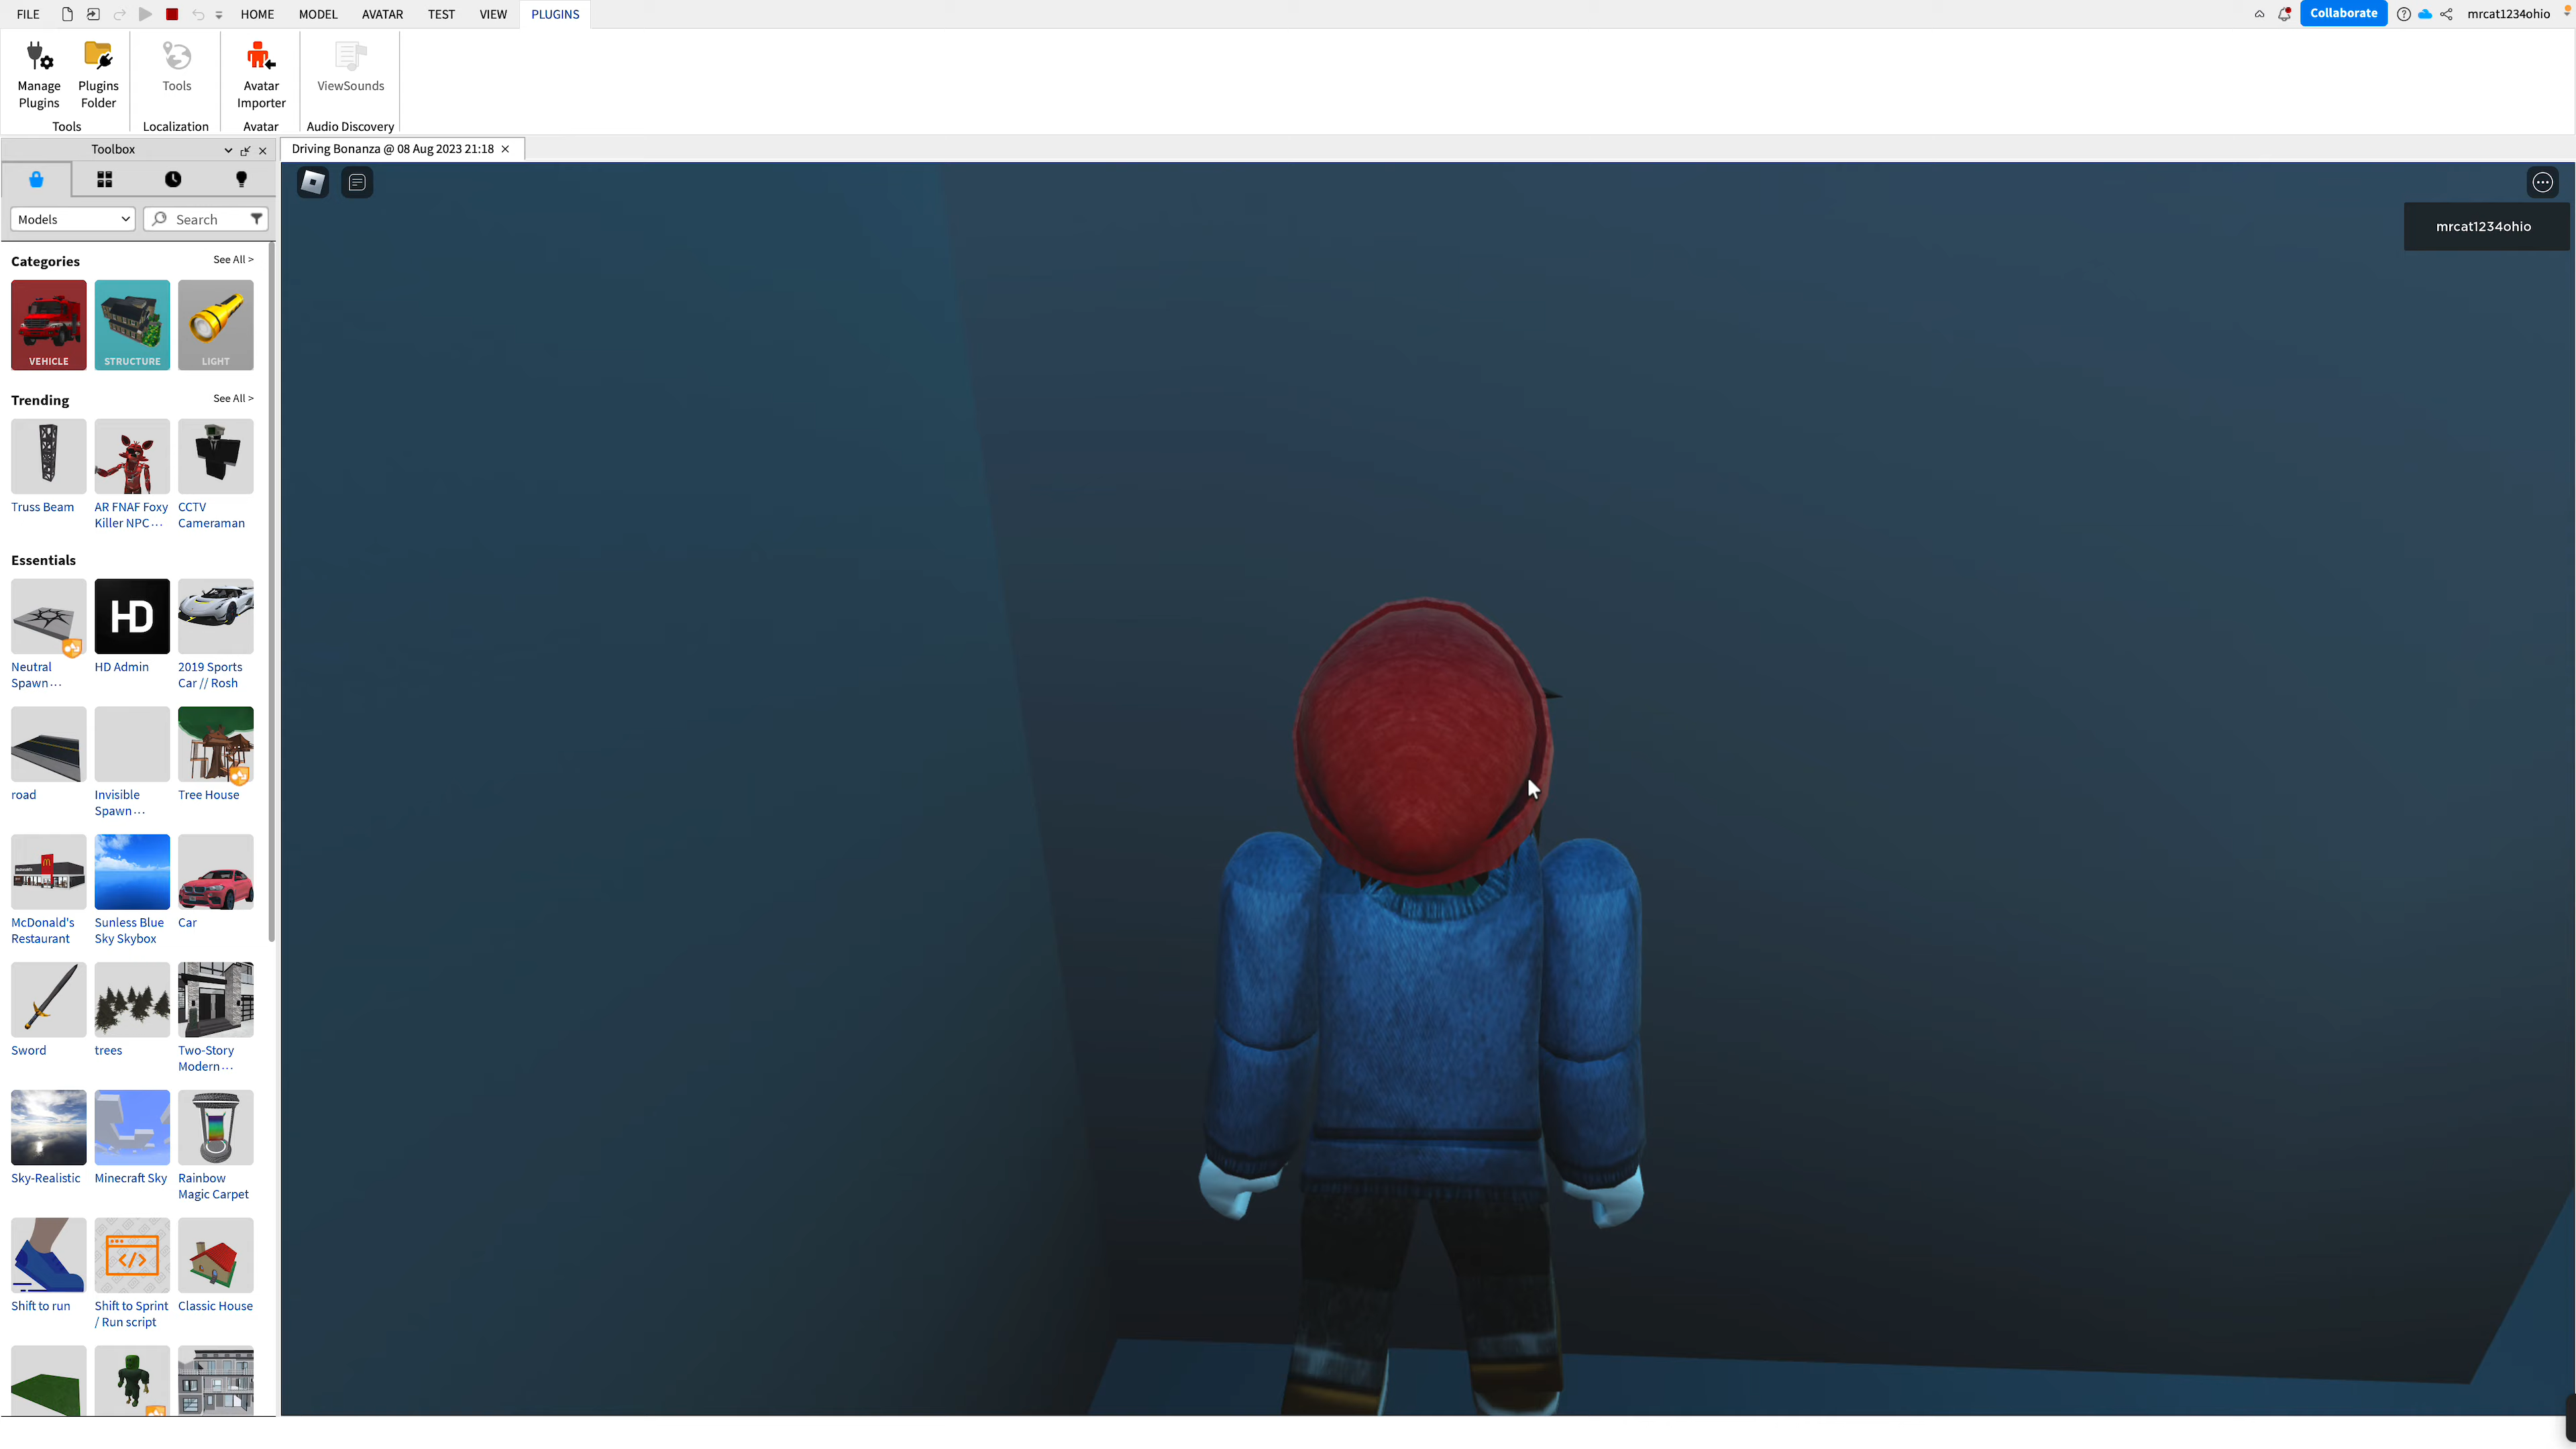 FILE HOME MODEL AVATAR TEST VIEW PLUGINS Collaborate mrcat1234ohio
Manage Plugins
Plugins Folder
Tools
Avatar Importer
ViewSounds
Tools Localization Avatar Audio Discovery
Toolbox
Driving Bonanza @ 08 Aug 2023 21:18
Models Search
mrcat1234ohio
Categories See All >
VEHICLE STRUCTURE LIGHT
Trending See All >
Truss Beam
AR FNAF Foxy Killer NPC...
CCTV Cameraman
Essentials
HD
Neutral Spawn...
HD Admin
2019 Sports Car // Rosh
road
Invisible Spawn...
Tree House
McDonald's Restaurant
Sunless Blue Sky Skybox
Car
Sword
trees
Two-Story Modern...
Sky-Realistic
Minecraft Sky
Rainbow Magic Carpet
Shift to run
Shift to Sprint / Run script
Classic House